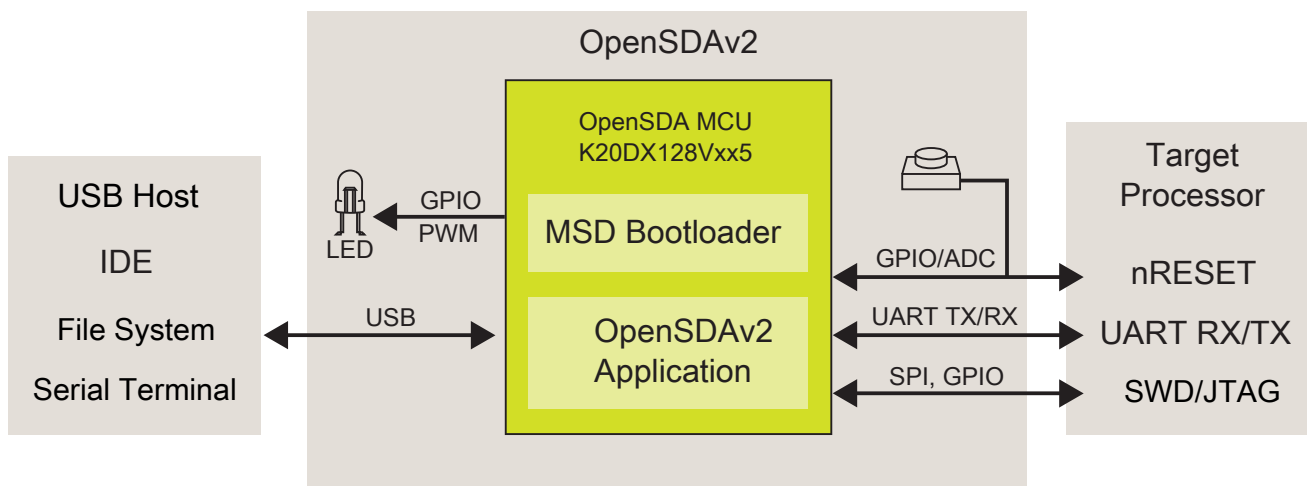 OpenSDAv2
OpenSDA MCU
K20DX128Vxx5
MSD Bootloader
OpenSDAv2
Application
USB Host
IDE
File System
Serial Terminal
LED
GPIO
PWM
USB
GPIO/ADC
UART TX/RX
SPI, GPIO
Target
Processor
nRESET
UART RX/TX
SWD/JTAG